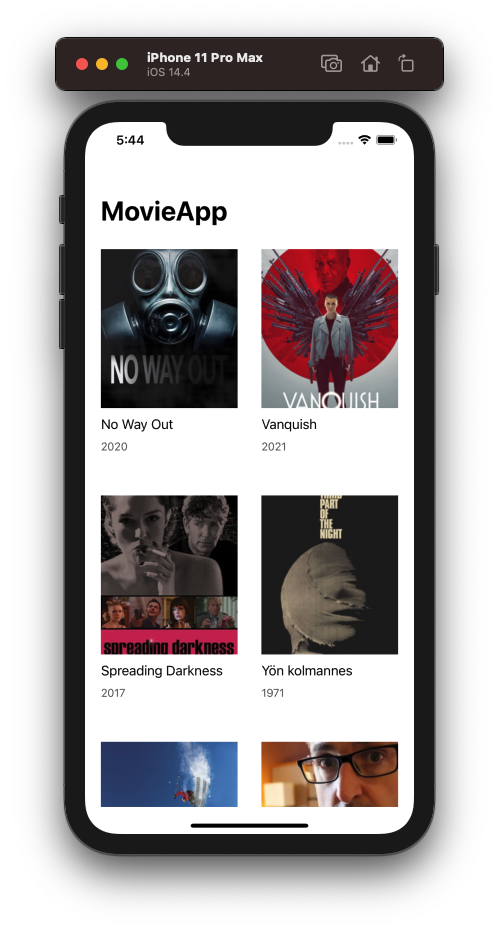 iPhone 11 Pro Max
iOS 14.4
5:44
MovieApp
NO WAY OUT
VANQUISH
No Way Out
Vanquish
2020
2021
PART
OF
THE
NIGHT
spreading darkness
Spreading Darkness
Yön kolmannes
2017
1971